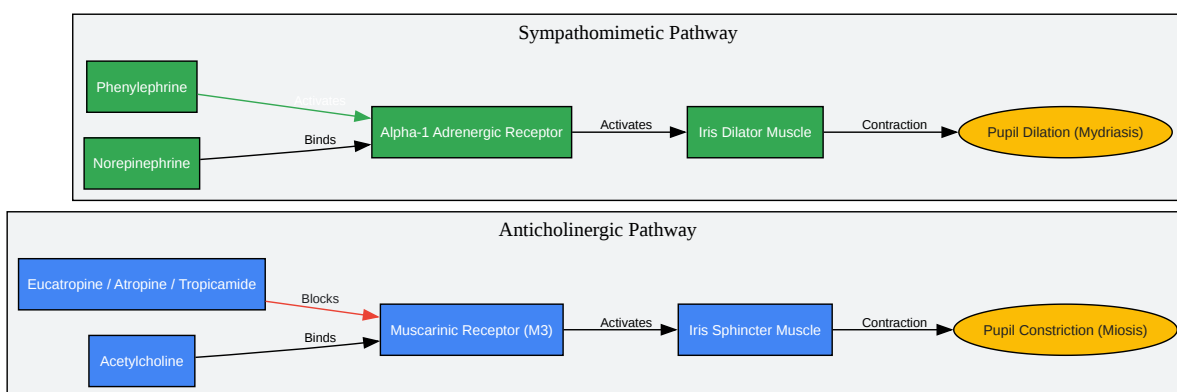 Sympathomimetic Pathway
Phenylephrine
Activates
Norepinephrine
Binds
Alpha-1 Adrenergic Receptor
Activates
Iris Dilator Muscle
Contraction
Pupil Dilation (Mydriasis)
Anticholinergic Pathway
Eucatropine / Atropine / Tropicamide
Blocks
Acetylcholine
Binds
Muscarinic Receptor (M3)
Activates
Iris Sphincter Muscle
Contraction
Pupil Constriction (Miosis)